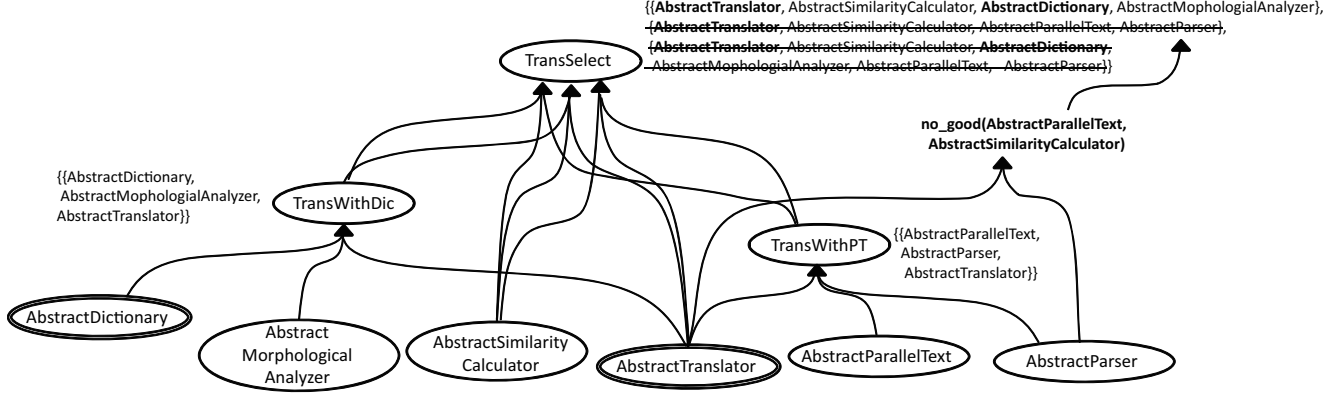 {{AbstractTranslator, AbstractSimilarityCalculator, AbstractDictionary, AbstractMophologialAnalyzer},
{AbstractTranslator, AbstractSimilarityCalculator, AbstractParallelText, AbstractParser},
{AbstractTranslator, AbstractSimilarityCalculator, AbstractDictionary,
AbstractMophologialAnalyzer, AbstractParallelText, AbstractParser}}
TransSelect
no_good(AbstractParallelText,
AbstractSimilarityCalculator)
{{AbstractDictionary,
AbstractMophologialAnalyzer,
AbstractTranslator}}
TransWithDic
TransWithPT
{{AbstractParallelText,
AbstractParser,
AbstractTranslator}}
AbstractDictionary
Abstract
Morphological
Analyzer
AbstractSimilarity
Calculator
AbstractTranslator
AbstractParallelText
AbstractParser